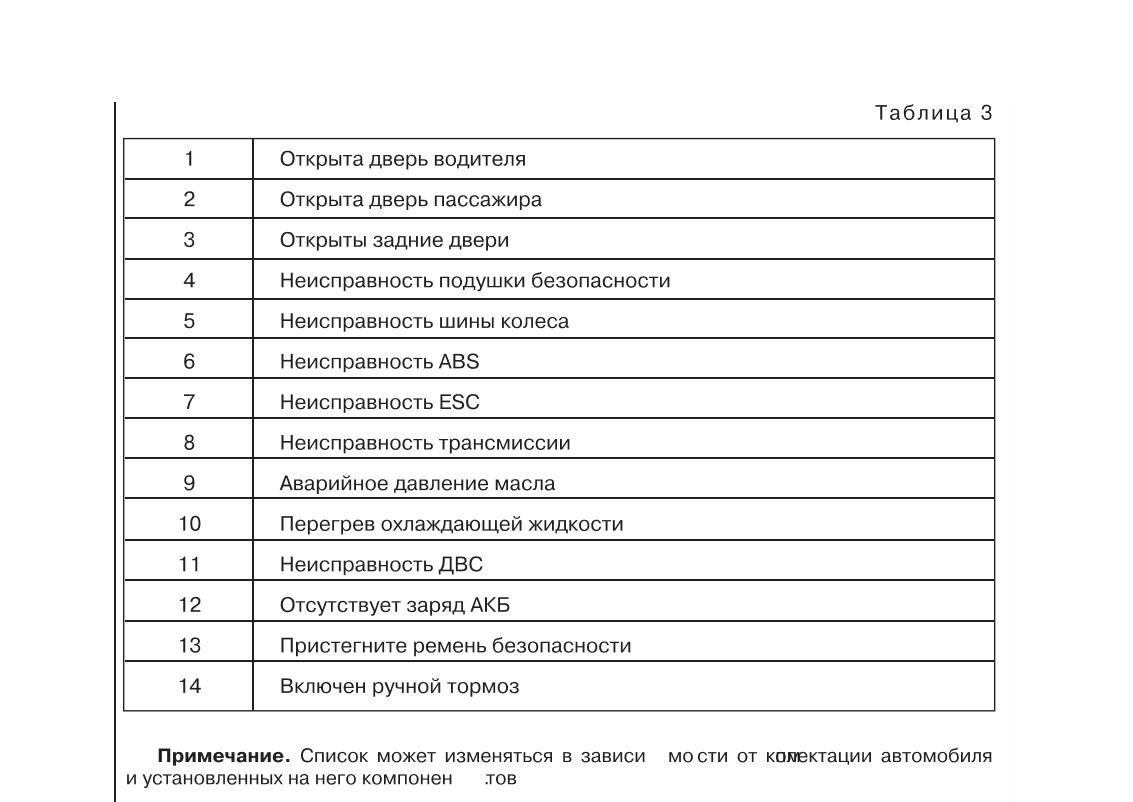 Таблица 3
1 Открыта дверь водителя
2 Открыта дверь пассажира
3 Открыты задние двери
4 Неисправность подушки безопасности
5 Неисправность шины колеса
6 Неисправность ABS
7 Неисправность ESC
8 Неисправность трансмиссии
9 Аварийное давление масла
10 Перегрев охлаждающей жидкости
11 Неисправность ДВС
12 Отсутствует заряд АКБ
13 Пристегните ремень безопасности
14 Включен ручной тормоз
Примечание. Список может изменяться в зависи мо сти от комплектации автомобиля
и установленных на него компонен .тов